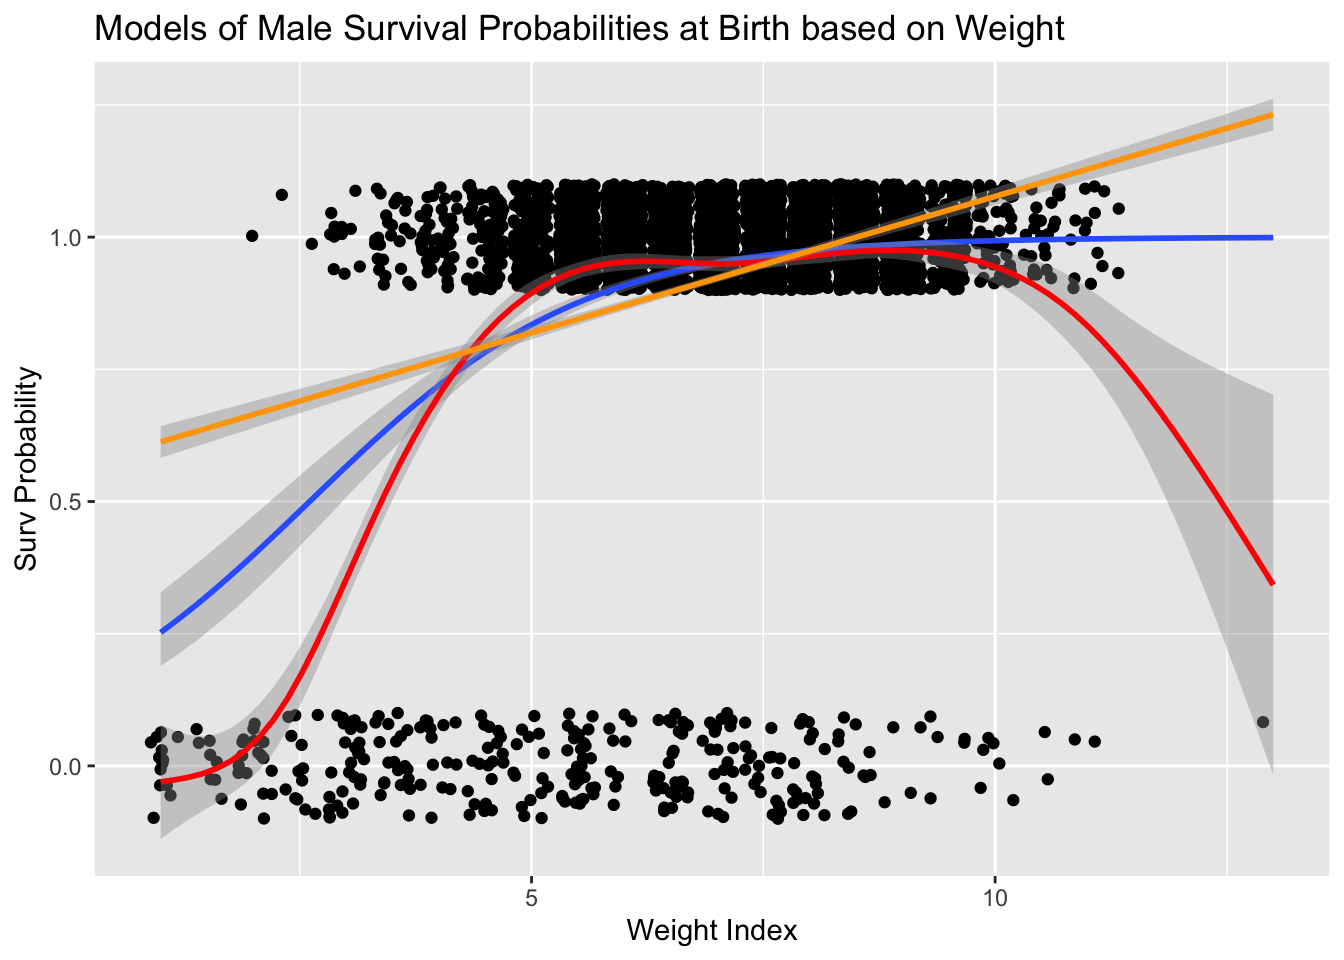 Models of Male Survival Probabilities at Birth based on Weight
Surv Probability
1.0
0.5
0.0
5
10
Weight Index